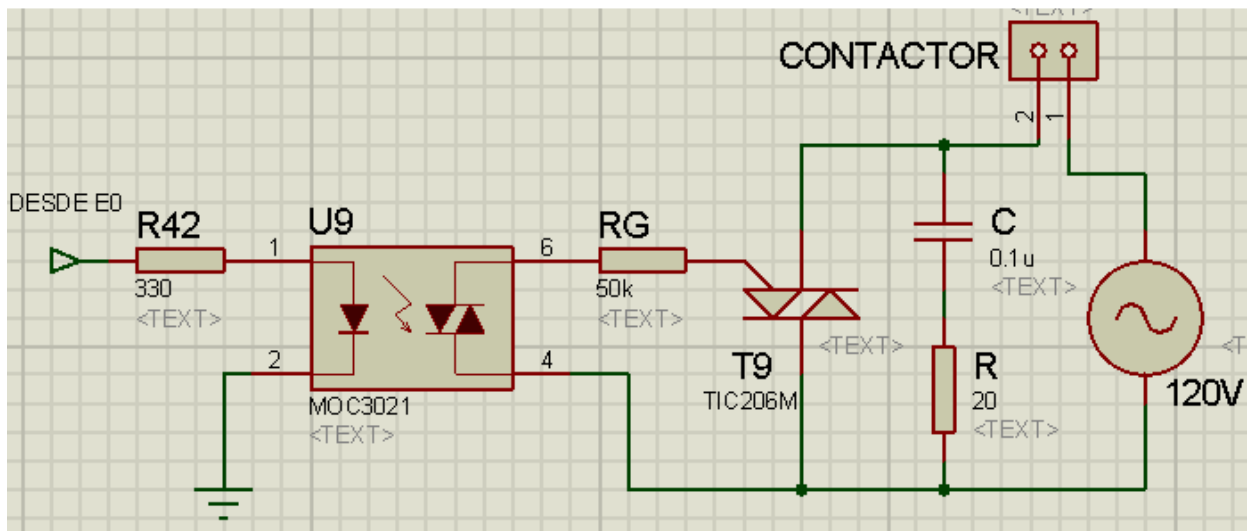 <TEXT>
CONTACTOR
2
1
DESDE E0
R42
330
<TEXT>
1
2
U9
MOC3021
<TEXT>
6
4
RG
50k
<TEXT>
T9
TIC206M
<TEXT>
C
0.1u
<TEXT>
R
20
<TEXT>
120V